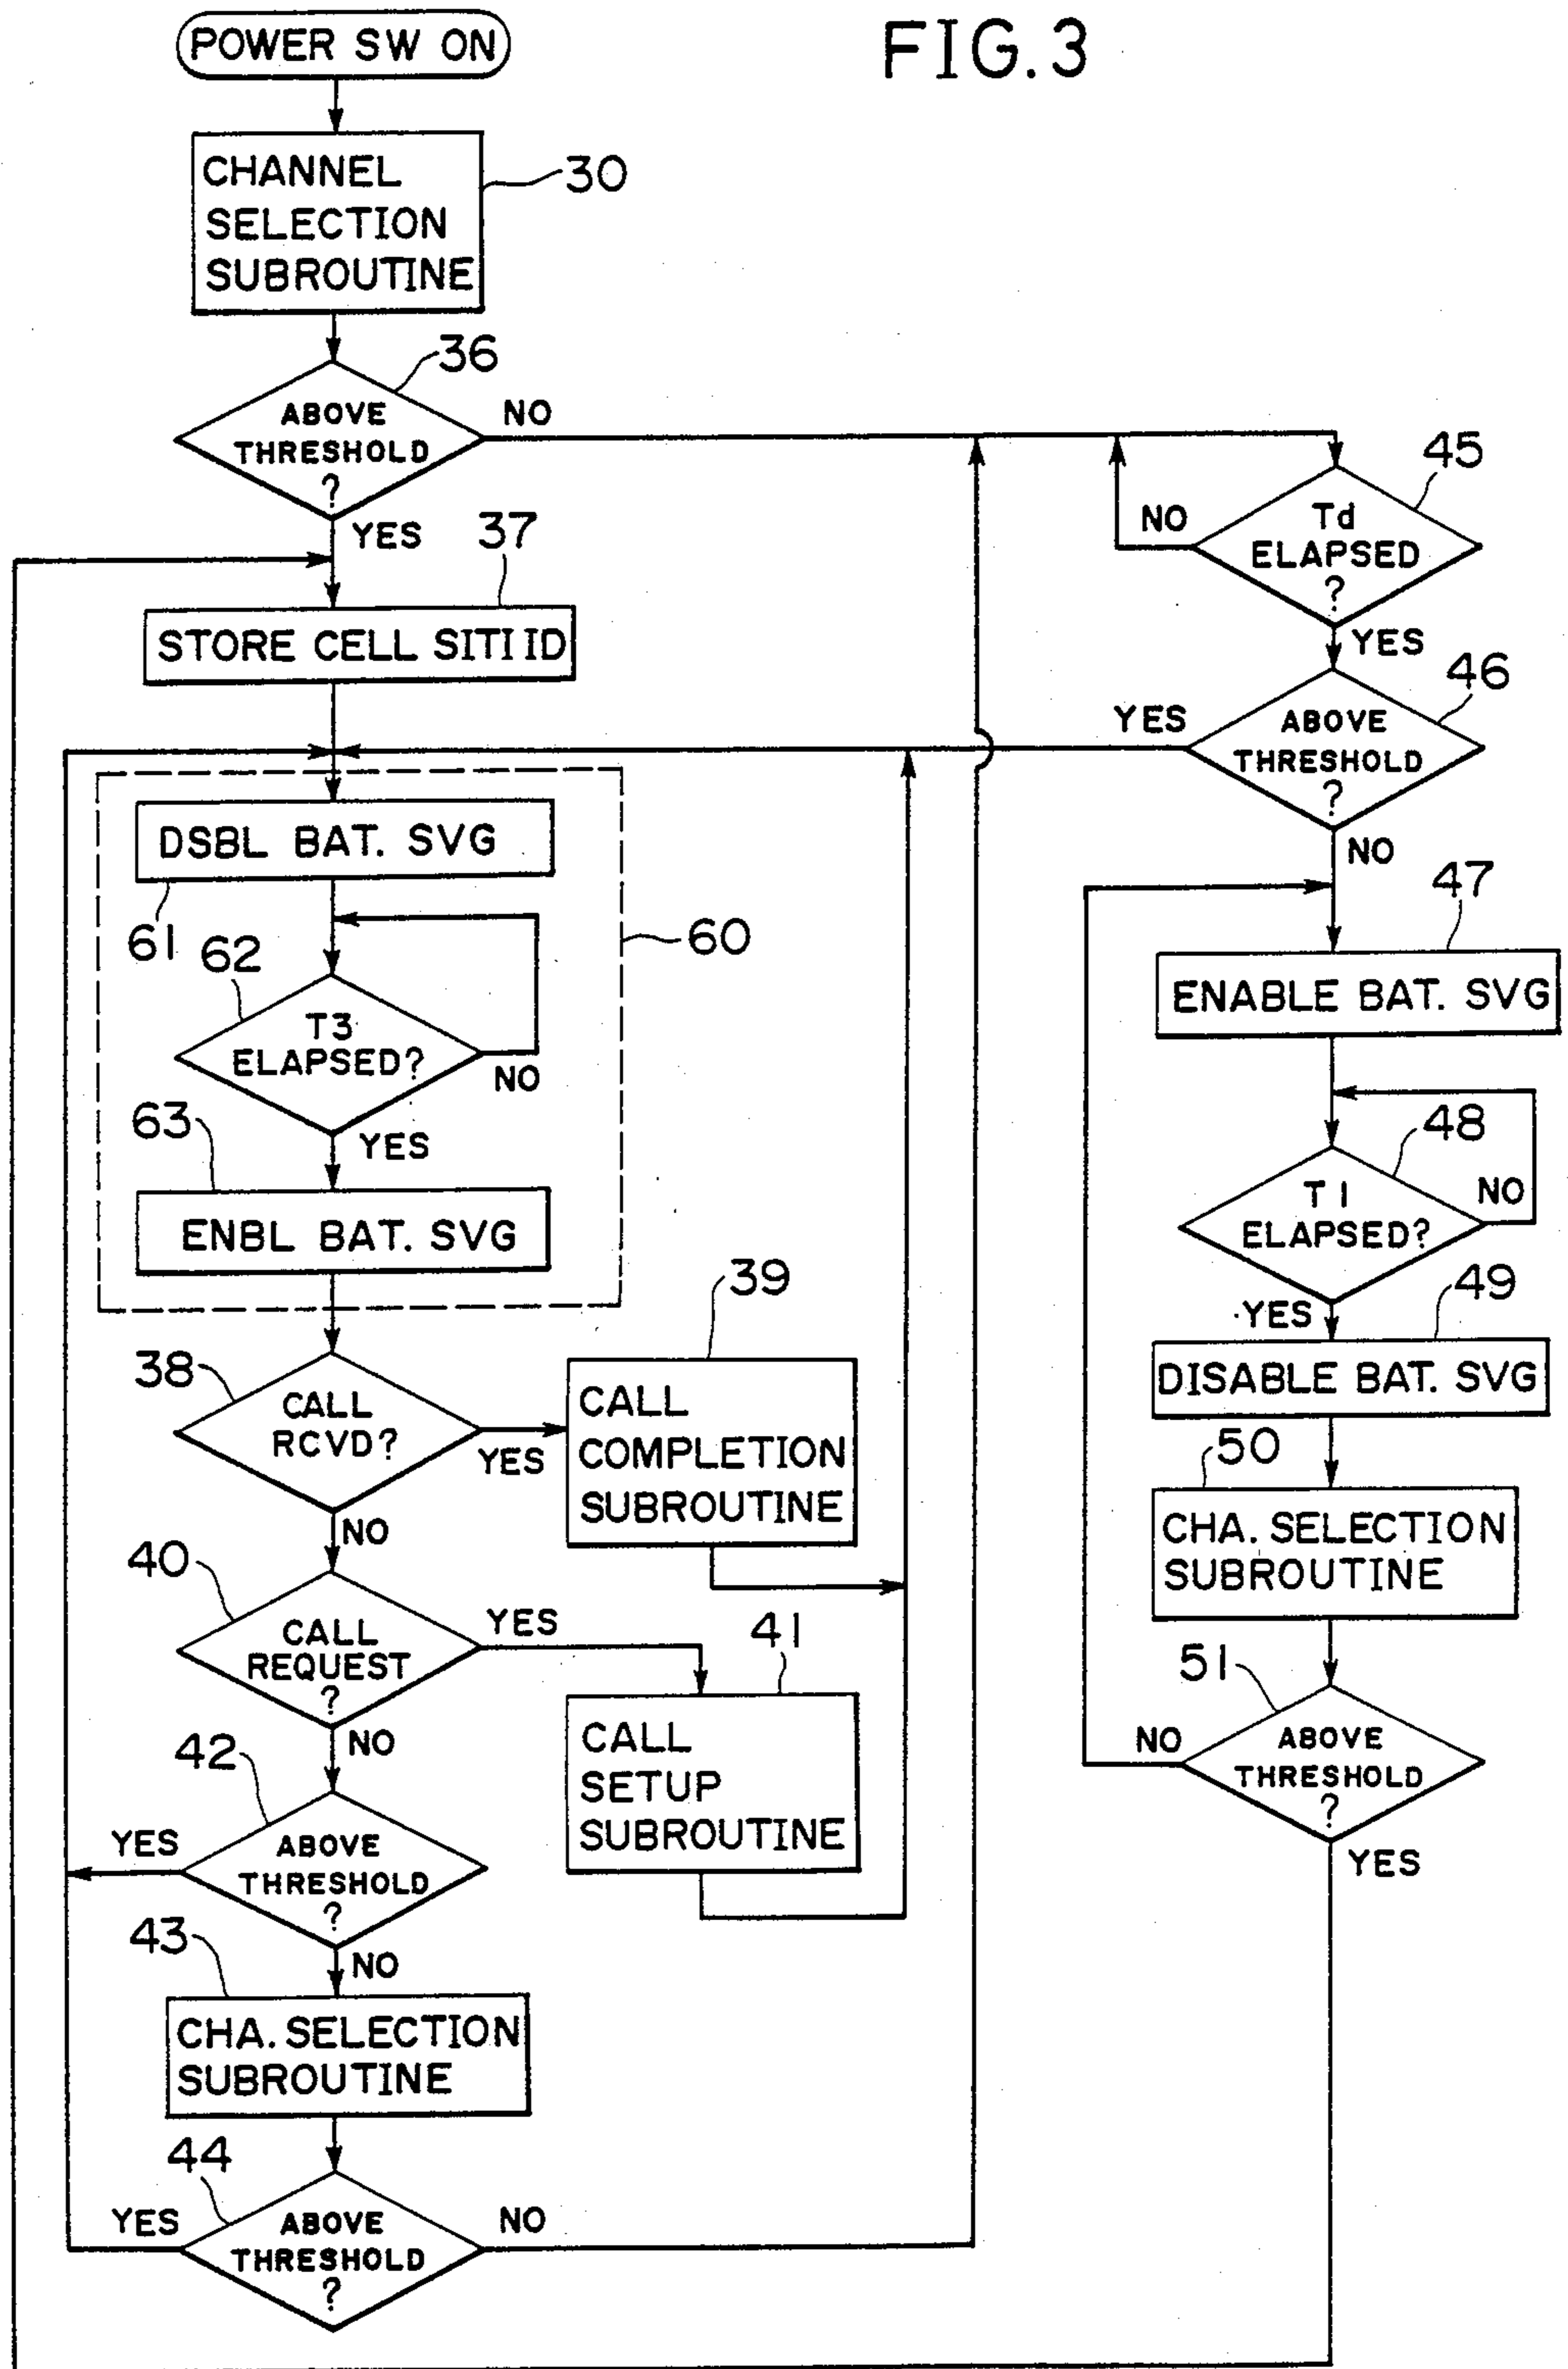 FIG. 3
POWER SW ON
CHANNEL
SELECTION
SUBROUTINE
30
36
ABOVE
THRESHOLD
?
NO
YES
37
STORE CELL SITI ID
DSBL BAT. SVG
61
62
60
T3
ELAPSED?
NO
63
YES
ENBL BAT. SVG
38
CALL
RCVD?
YES
NO
39
CALL
COMPLETION
SUBROUTINE
40
CALL
REQUEST
?
YES
NO
41
CALL
SETUP
SUBROUTINE
42
YES
ABOVE
THRESHOLD
?
NO
43
CHA. SELECTION
SUBROUTINE
44
YES
ABOVE
THRESHOLD
?
NO
45
NO
Td
ELAPSED
?
YES
46
YES
ABOVE
THRESHOLD
?
NO
47
ENABLE BAT. SVG
48
T1
ELAPSED?
NO
YES
49
DISABLE BAT. SVG
50
CHA. SELECTION
SUBROUTINE
51
NO
ABOVE
THRESHOLD
?
YES